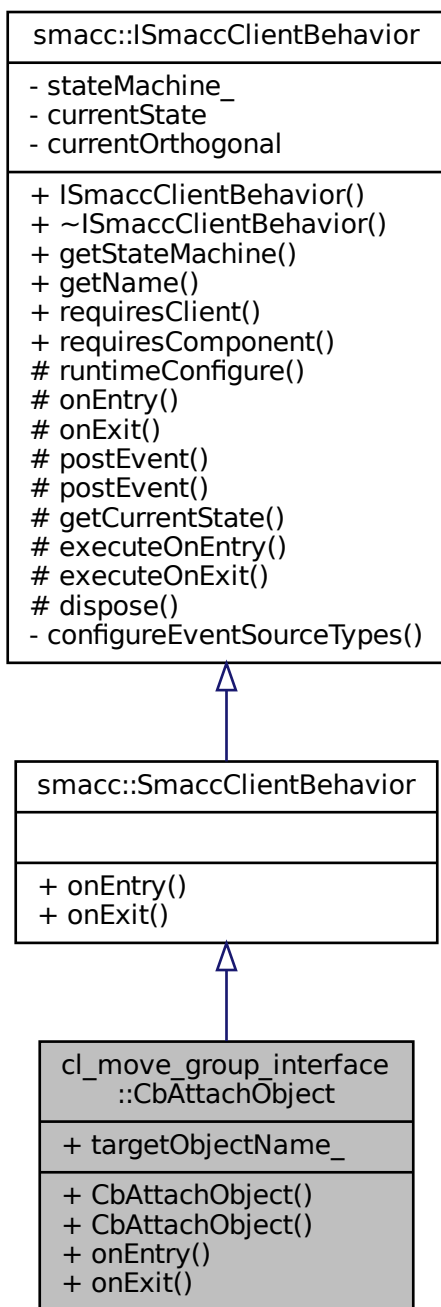 smacc::ISmaccClientBehavior
- stateMachine_
- currentState
- currentOrthogonal
+ ISmaccClientBehavior()
+ ~ISmaccClientBehavior()
+ getStateMachine()
+ getName()
+ requiresClient()
+ requiresComponent()
# runtimeConfigure()
# onEntry()
# onExit()
# postEvent()
# postEvent()
# getCurrentState()
# executeOnEntry()
# executeOnExit()
# dispose()
- configureEventSourceTypes()
smacc::SmaccClientBehavior
+ onEntry()
+ onExit()
cl_move_group_interface
::CbAttachObject
+ targetObjectName_
+ CbAttachObject()
+ CbAttachObject()
+ onEntry()
+ onExit()